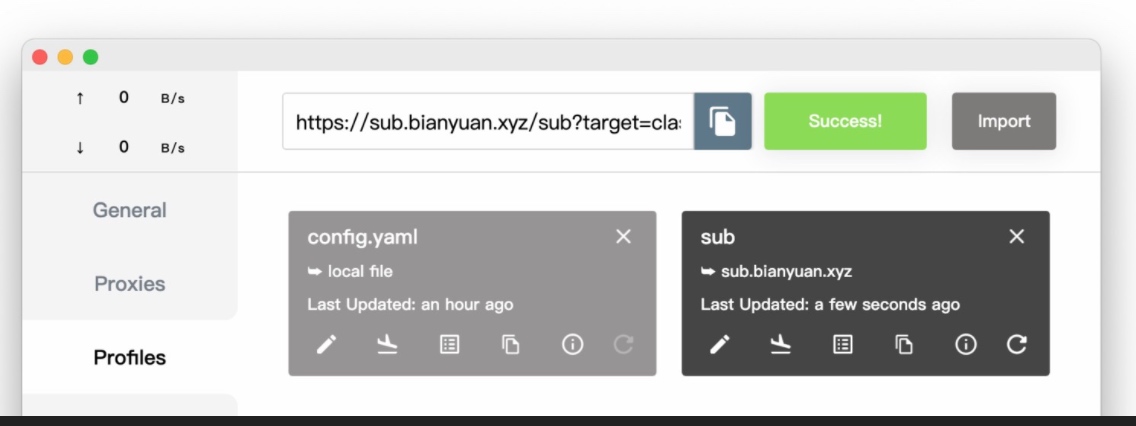 ↑ 0 B/s
↓ 0 B/s
https://sub.bianyuan.xyz/sub?target=clas
Success!
Import
General
Proxies
Profiles
config.yaml
local file
Last Updated: an hour ago
sub
sub.bianyuan.xyz
Last Updated: a few seconds ago